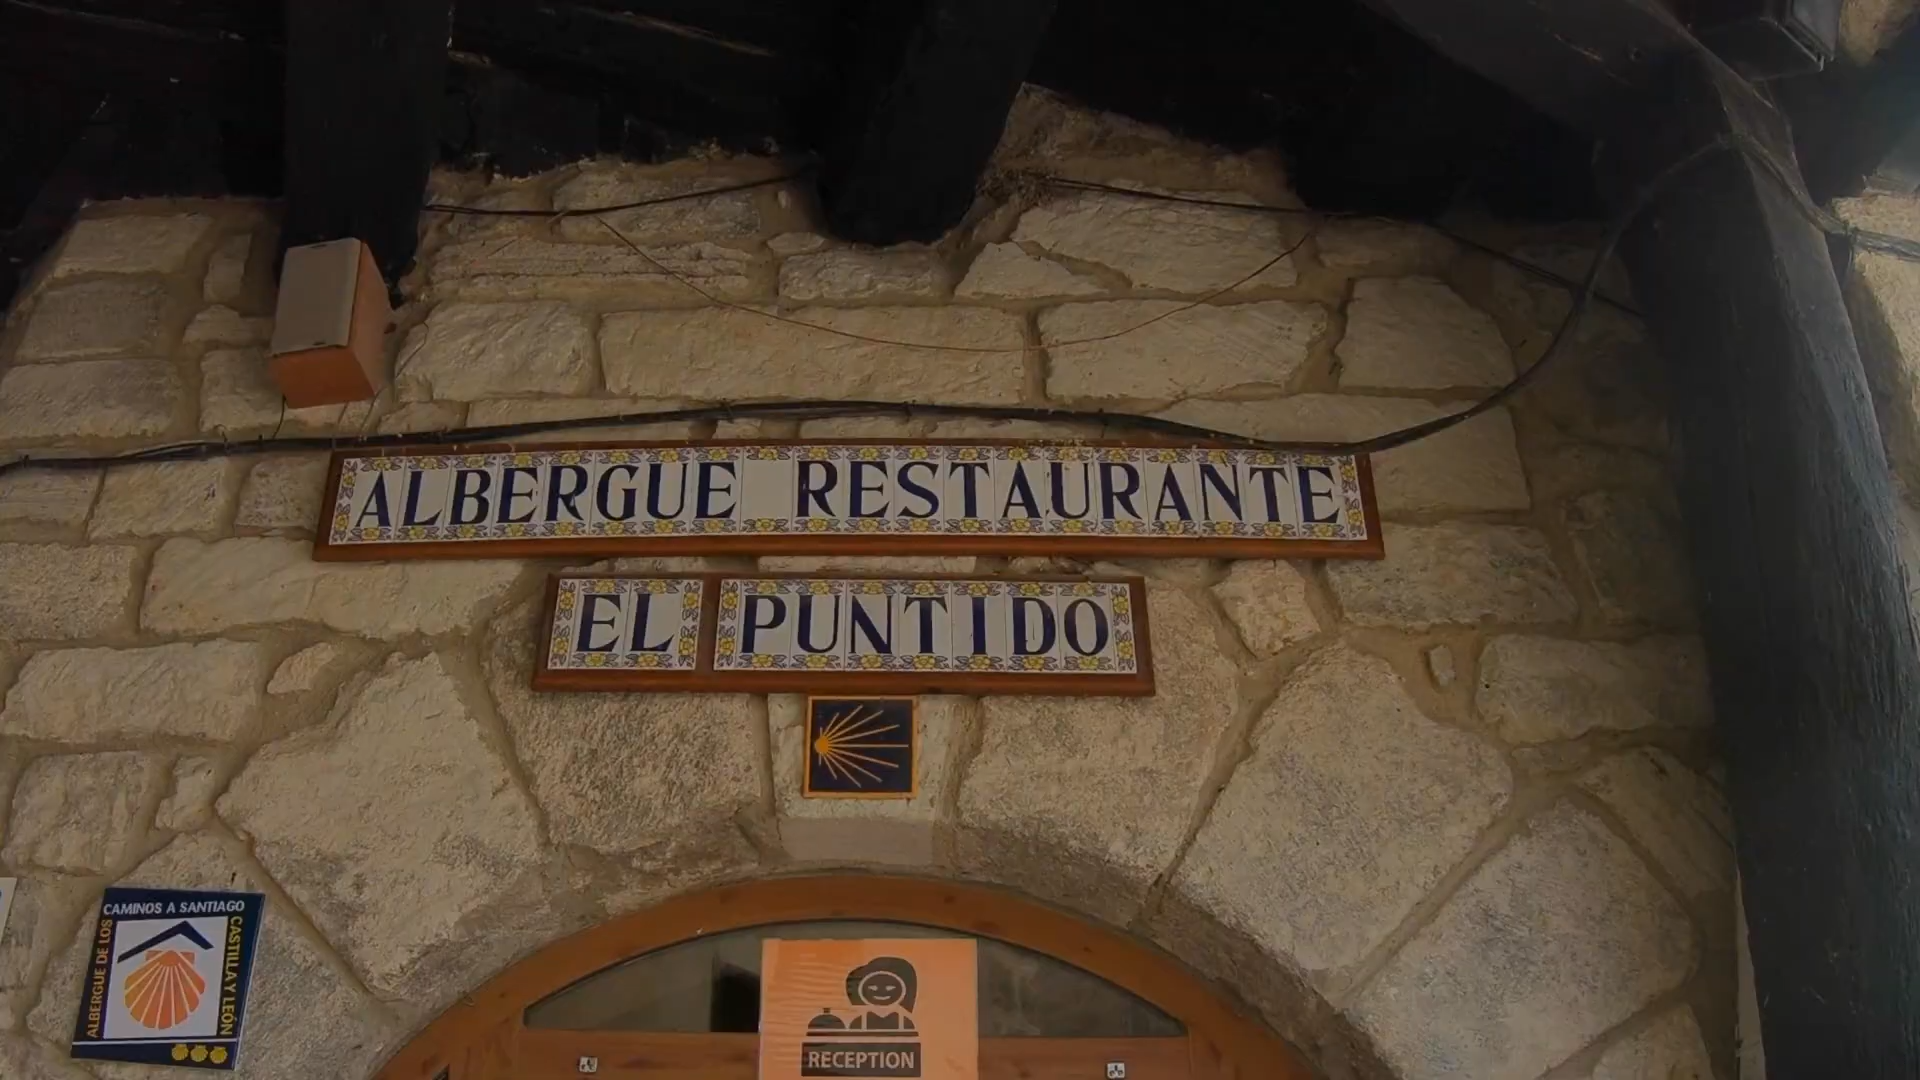 ALBERGUE RESTAURANTE
EL PUNTIDO
CAMINOS A SANTIAGO
ALBERGUE DE LOS
CASTILLA Y LEÓN
RECEPTION